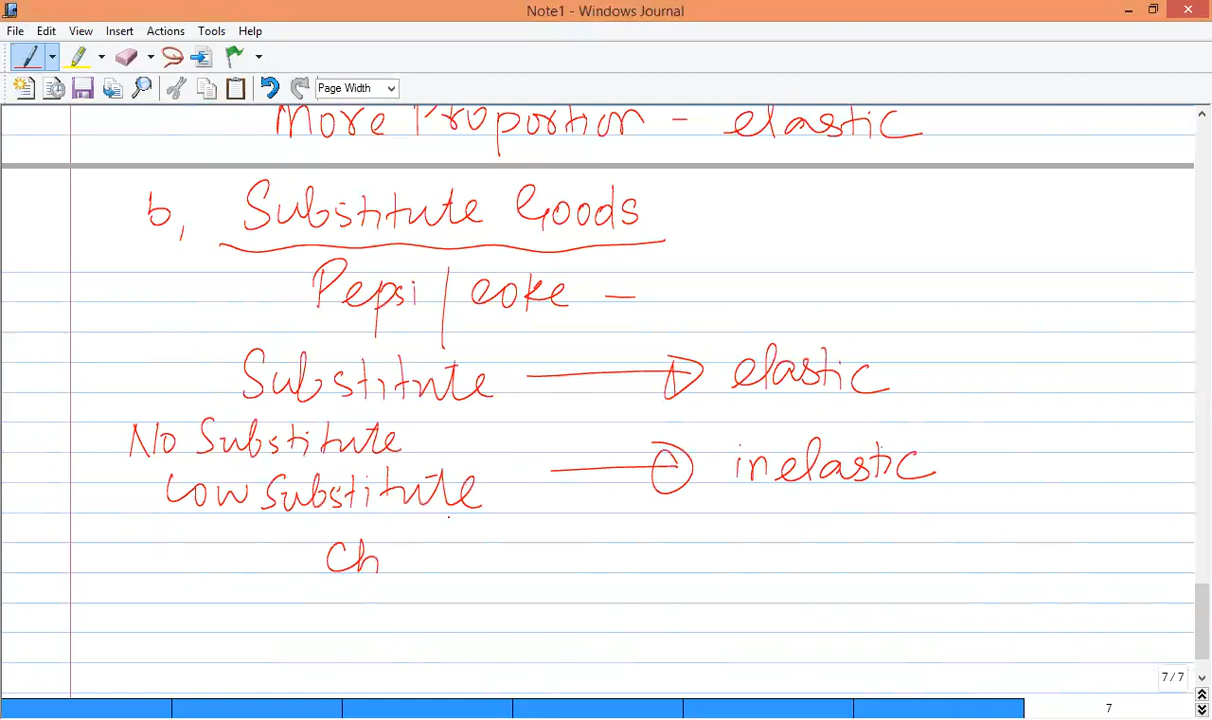 Note1 - Windows Journal
File Edit View Insert Actions Tools Help
Page Width
More Proportion - elastic
b, Substitute Goods
Pepsi / coke -
Substitute → elastic
No Substitute
Low Substitute → inelastic
Ch
7 / 7
7